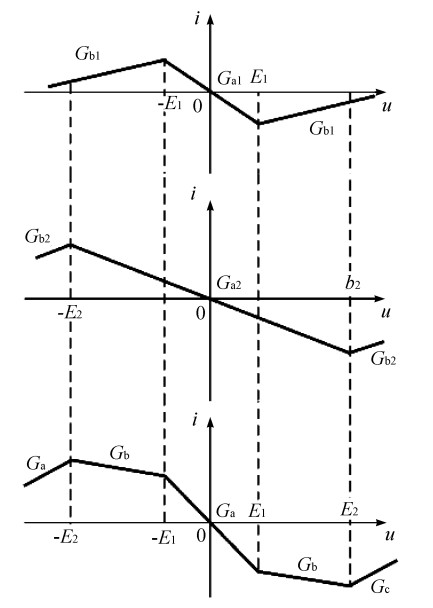 i
G_b1
G_a1 E_1
-E_1 0 u
G_b1
i
G_b2
G_a2 b_2
-E_2 0 u
G_b2
i
G_a G_b
G_a E_1 E_2
-E_2 -E_1 0 u
G_b
G_c